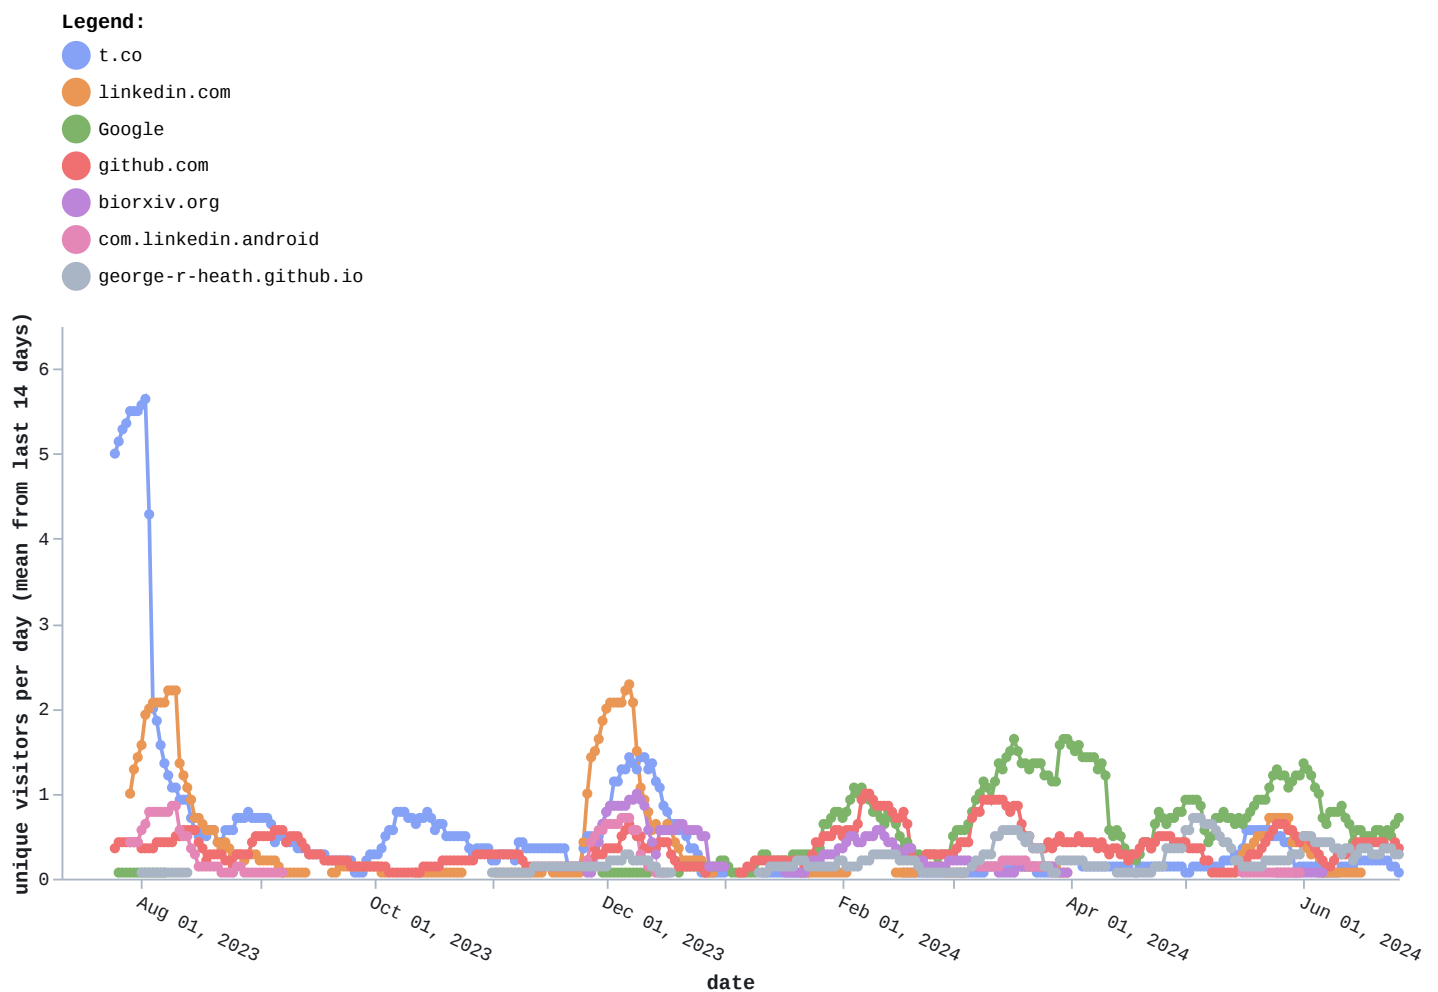 Legend:
t.co
linkedin.com
Google
github.com
biorxiv.org
com.linkedin.android
george-r-heath.github.io
unique visitors per day (mean from last 14 days)
6
5
4
3
2
1
0
Aug 01, 2023
Oct 01, 2023
Dec 01, 2023
Feb 01, 2024
Apr 01, 2024
Jun 01, 2024
date